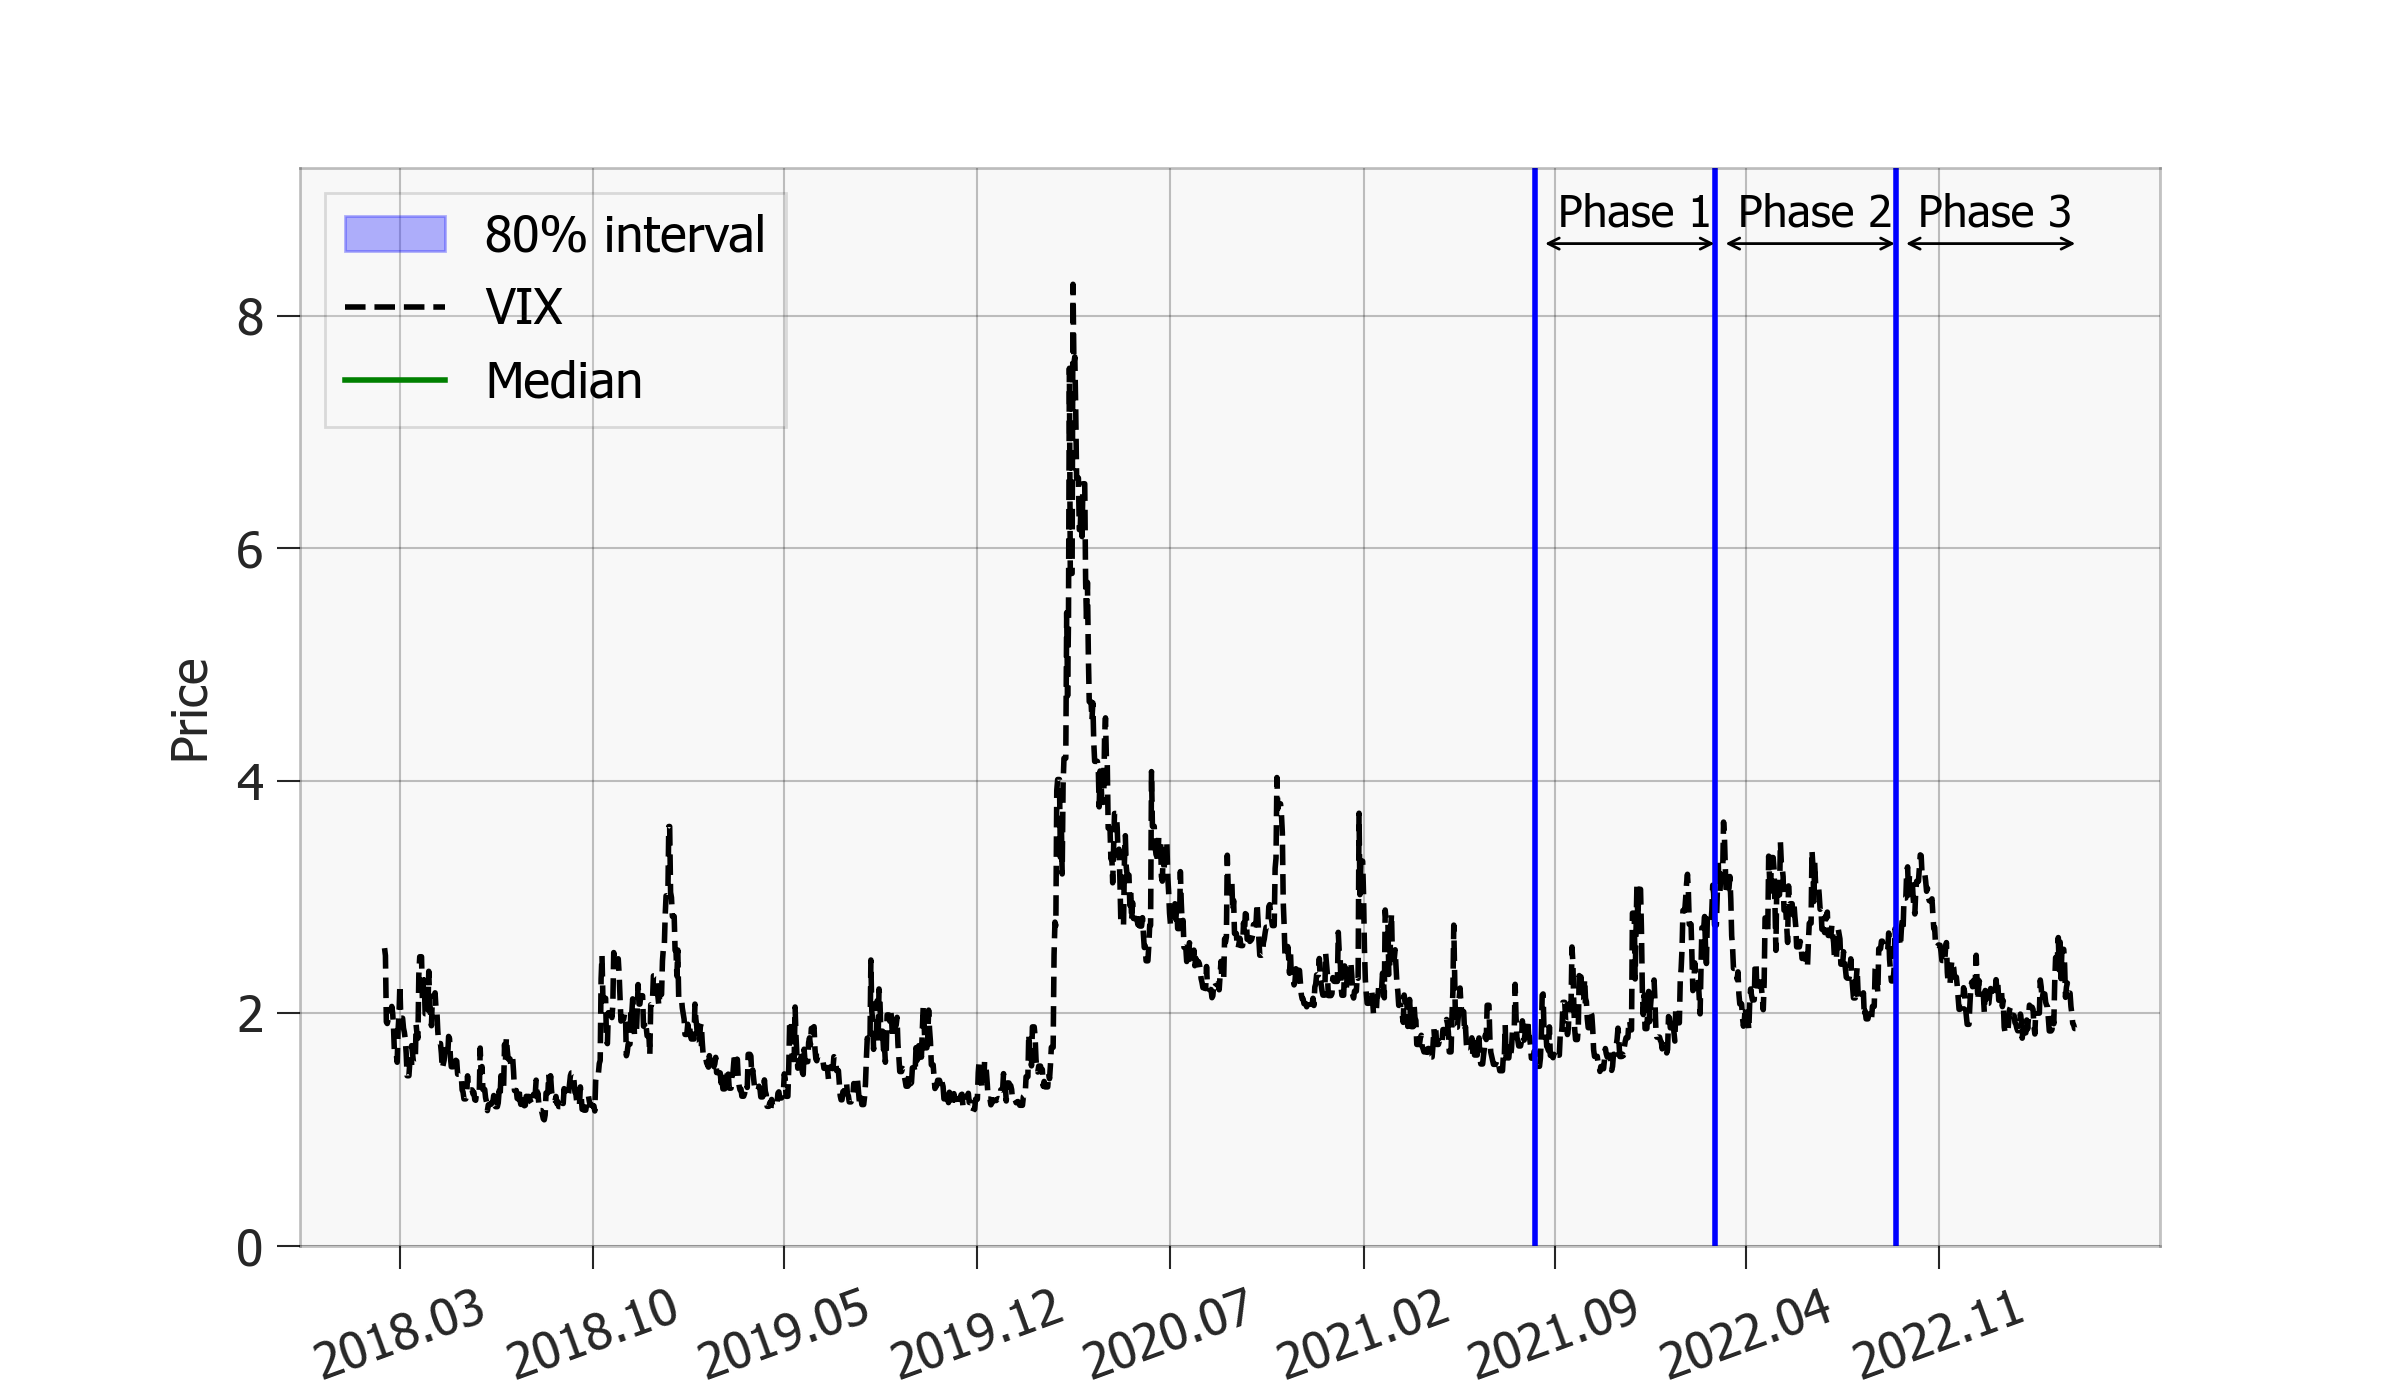 80% interval
VIX
Median
Phase 1
Phase 2
Phase 3
Price
8
6
4
2
0
2018.03
2018.10
2019.05
2019.12
2020.07
2021.02
2021.09
2022.04
2022.11